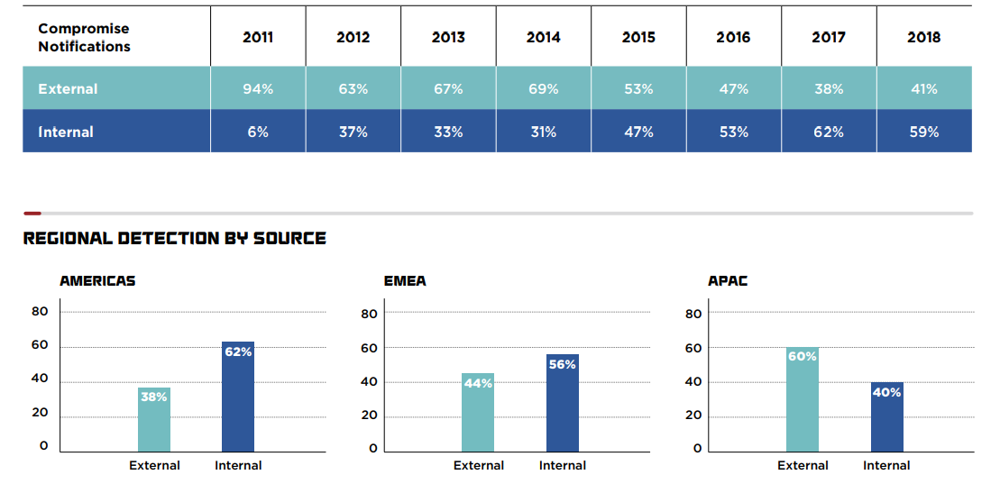 Compromise
Notifications 2011 2012 2013 2014 2015 2016 2017 2018
External 94% 63% 67% 69% 53% 47% 38% 41%
Internal 6% 37% 33% 31% 47% 53% 62% 59%
REGIONAL DETECTION BY SOURCE
AMERICAS
80
60
40
20
0
62%
38%
External Internal
EMEA
80
60
40
20
0
56%
44%
External Internal
APAC
80
60
40
20
0
60%
40%
External Internal